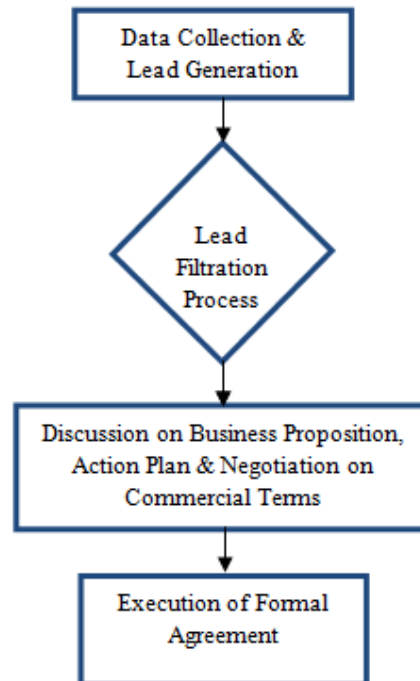 Data Collection &
Lead Generation
Lead
Filtration
Process
Discussion on Business Proposition,
Action Plan & Negotiation on
Commercial Terms
Execution of Formal
Agreement